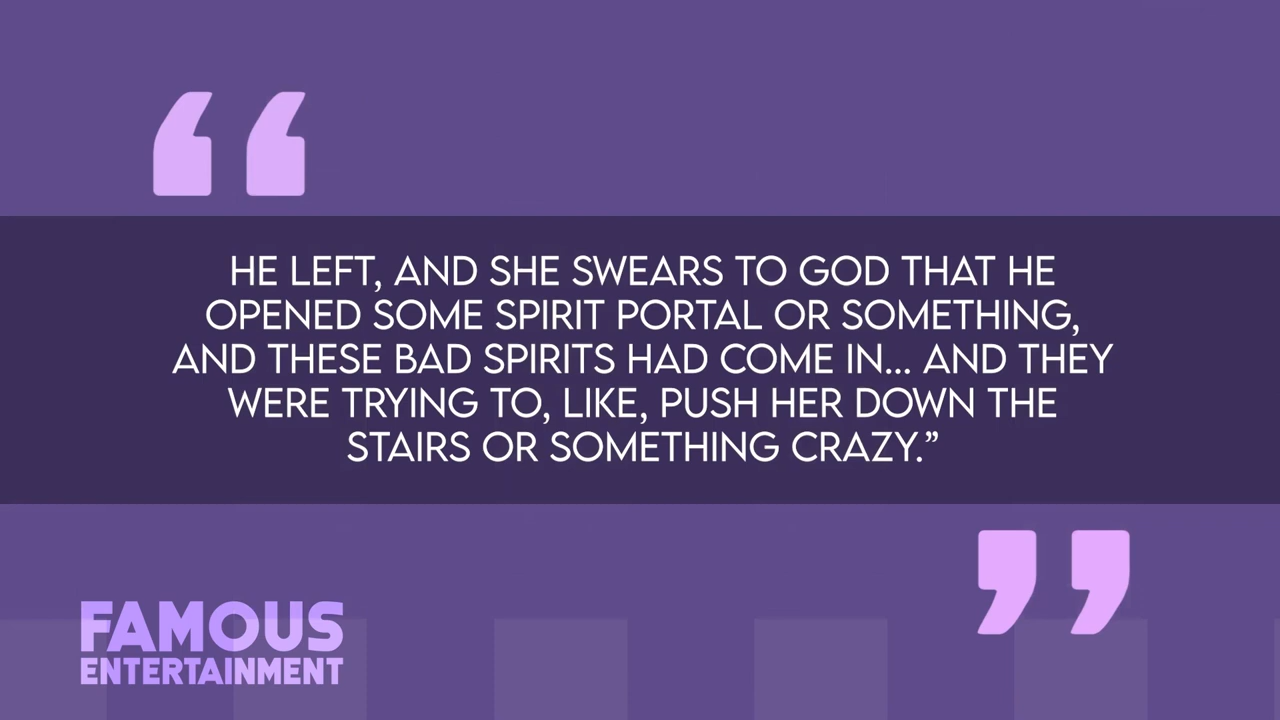 “
HE LEFT, AND SHE SWEARS TO GOD THAT HE
OPENED SOME SPIRIT PORTAL OR SOMETHING,
AND THESE BAD SPIRITS HAD COME IN... AND THEY
WERE TRYING TO, LIKE, PUSH HER DOWN THE
STAIRS OR SOMETHING CRAZY.”
”
FAMOUS
ENTERTAINMENT